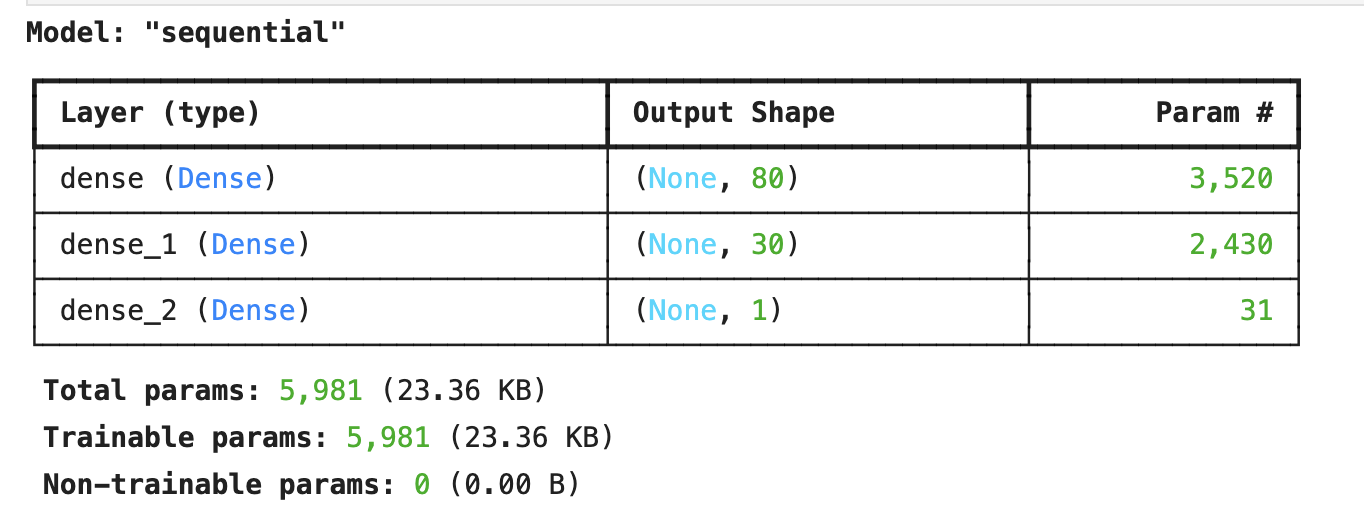 Model: "sequential"
Layer (type) Output Shape Param #
dense (Dense) (None, 80) 3,520
dense_1 (Dense) (None, 30) 2,430
dense_2 (Dense) (None, 1) 31
Total params: 5,981 (23.36 KB)
Trainable params: 5,981 (23.36 KB)
Non-trainable params: 0 (0.00 B)